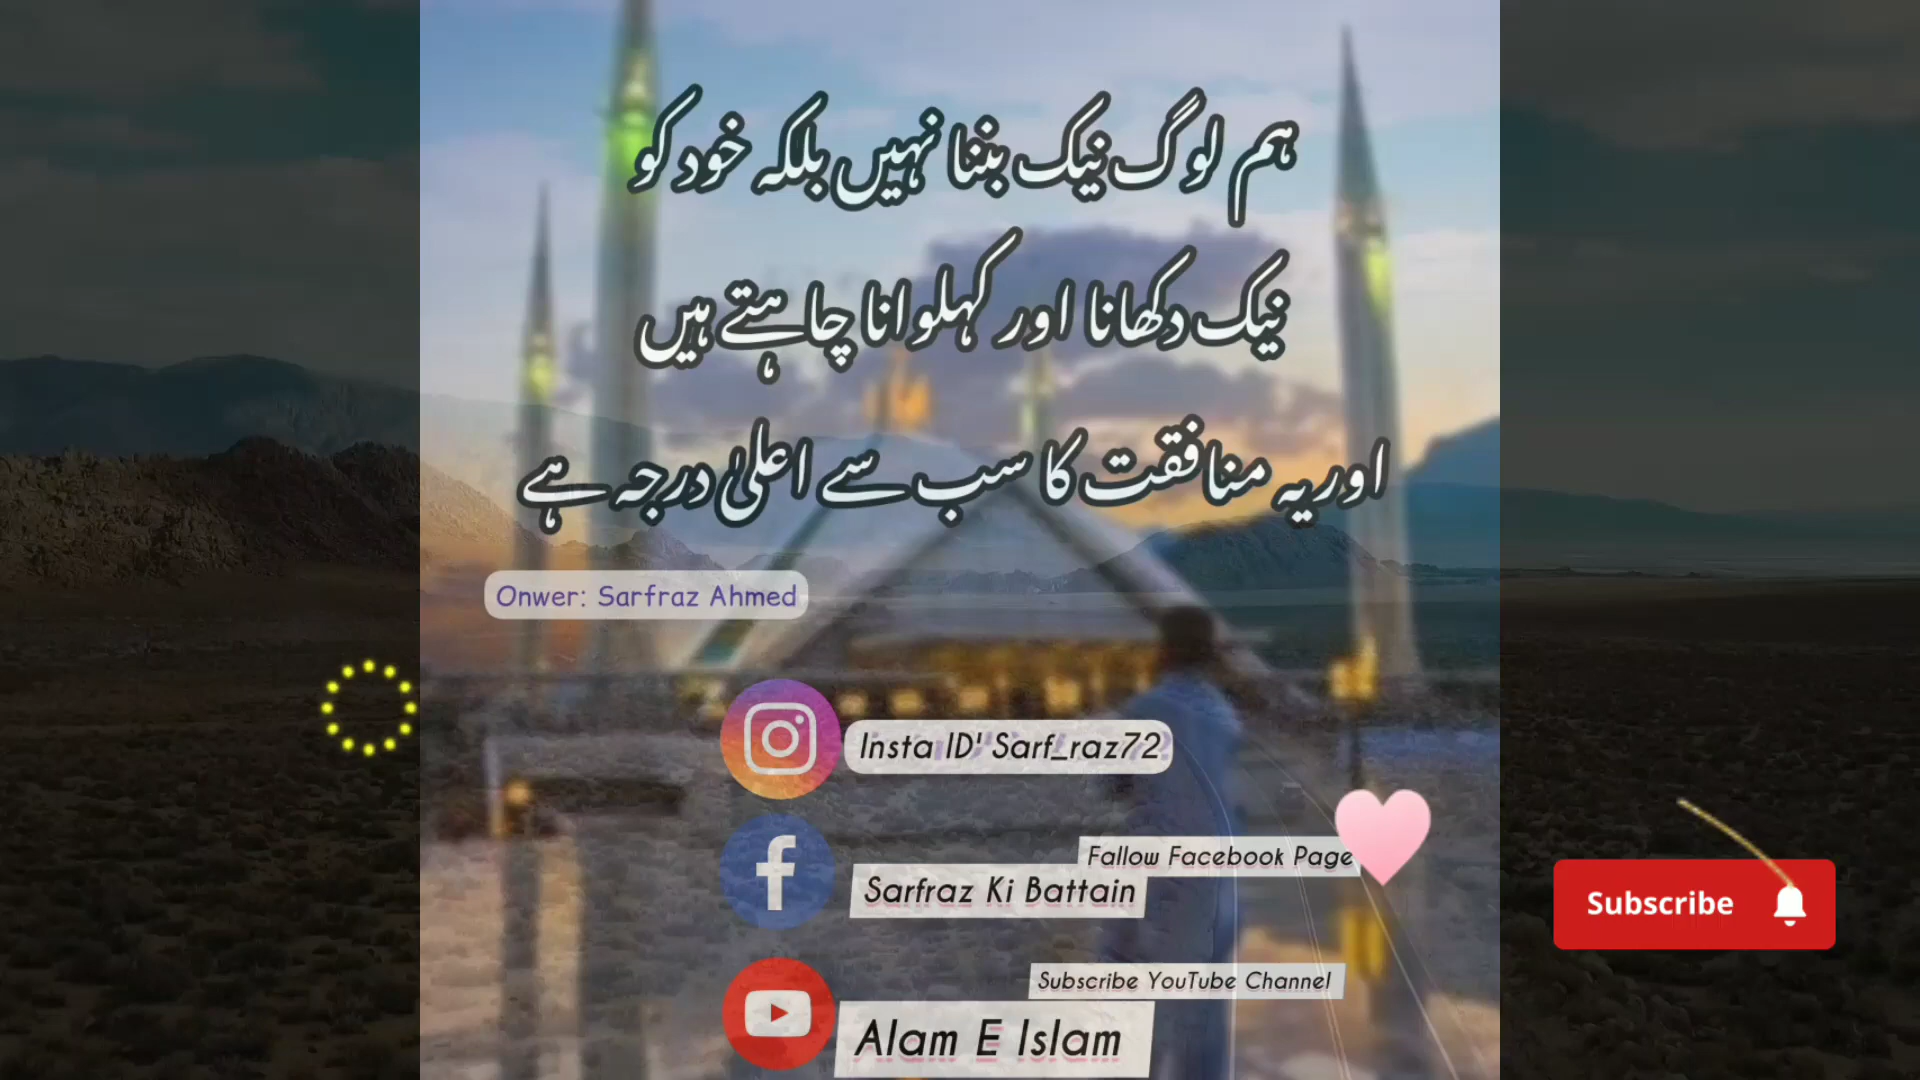 ہم لوگ نیک بننا نہیں بلکہ خود کو
نیک دکھانا اور کہلوانا چاہتے ہیں
اور یہ منافقت کا سب سے اعلیٰ درجہ ہے
Onwer: Sarfraz Ahmed
Insta ID' Sarf_raz72
Fallow Facebook Page
Sarfraz Ki Battain
Subscribe
Subscribe YouTube Channel
Alam E Islam